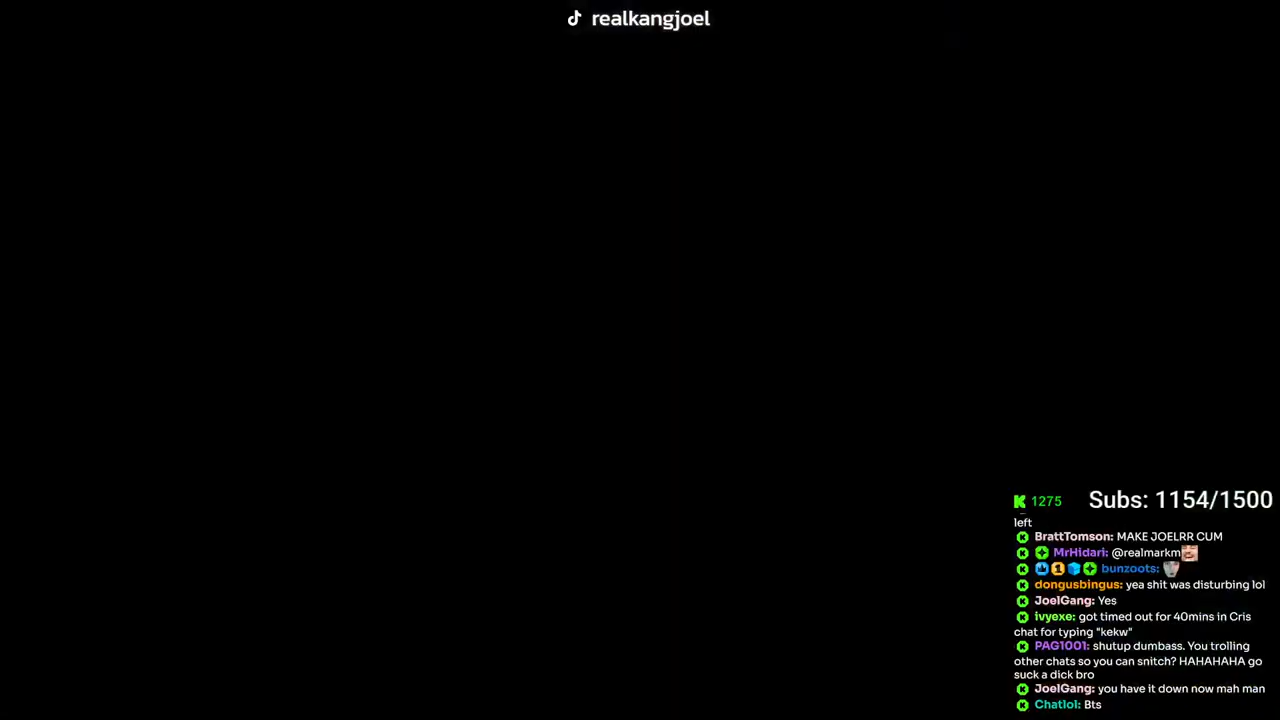 realkangjoel
1275 Subs: 1154/1500
left
BrattTomson: MAKE JOELRR CUM
MrHidari: @realmarkm
bunzoots:
dongusbingus: yea shit was disturbing lol
JoelGang: Yes
ivyexe: got timed out for 40mins in Cris
chat for typing "kekw"
PAG1001: shutup dumbass. You trolling
other chats so you can snitch? HAHAHAHA go
suck a dick bro
JoelGang: you have it down now mah man
Chatlol: Bts